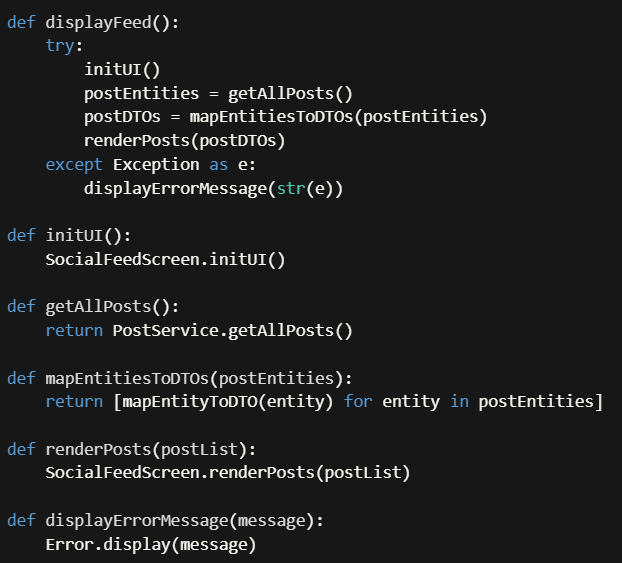 def displayFeed():
    try:
        initUI()
        postEntities = getAllPosts()
        postDTOs = mapEntitiesToDTOs(postEntities)
        renderPosts(postDTOs)
    except Exception as e:
        displayErrorMessage(str(e))

def initUI():
    SocialFeedScreen.initUI()

def getAllPosts():
    return PostService.getAllPosts()

def mapEntitiesToDTOs(postEntities):
    return [mapEntityToDTO(entity) for entity in postEntities]

def renderPosts(postList):
    SocialFeedScreen.renderPosts(postList)

def displayErrorMessage(message):
    Error.display(message)